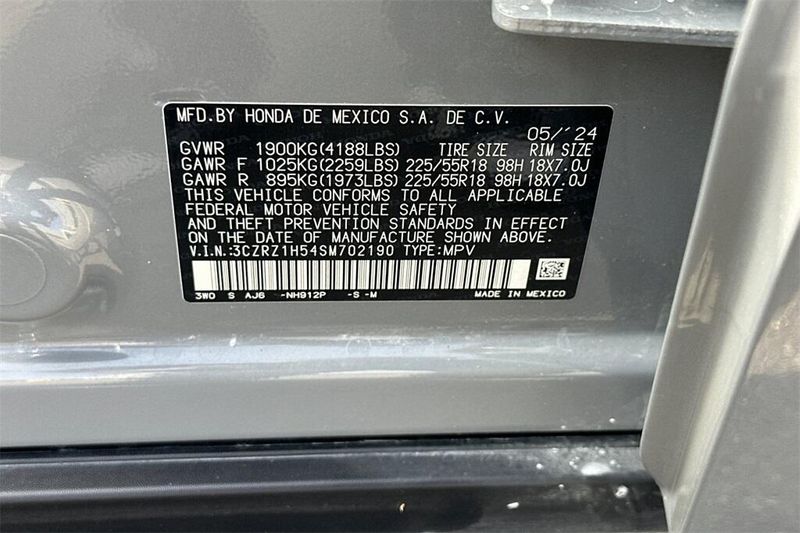 MFD.BY HONDA DE MEXICO S.A. DE C.V.
05/'24
GVWR 1900KG(4188LBS) TIRE SIZE RIM SIZE
GAWR F 1025KG(2259LBS) 225/55R18 98H 18X7.0J
GAWR R 895KG(1973LBS) 225/55R18 98H 18X7.0J
THIS VEHICLE CONFORMS TO ALL APPLICABLE
FEDERAL MOTOR VEHICLE SAFETY
AND THEFT PREVENTION STANDARDS IN EFFECT
ON THE DATE OF MANUFACTURE SHOWN ABOVE.
V.I.N.:3CZRZ1H54SM702190 TYPE:MPV
3W0 S AJ6 -NH912P -S -M MADE IN MEXICO